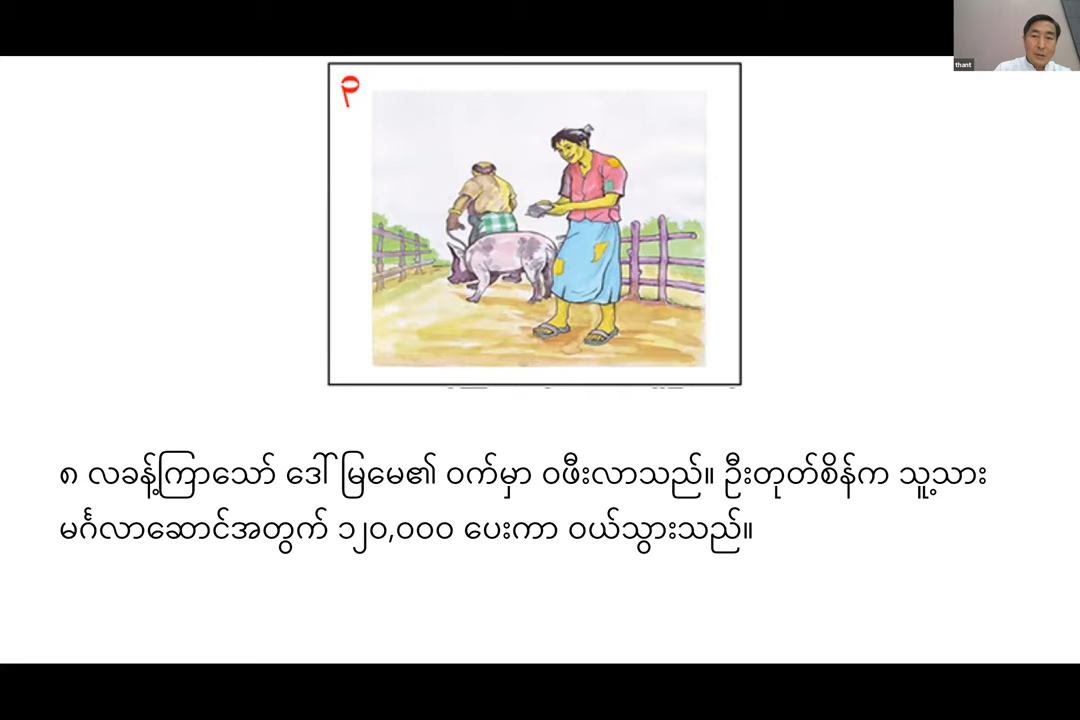 thant
၃
၈ လခန့်ကြာသော် ဒေါ်မြမေ၏ ဝက်မှာ ဝဖီးလာသည်။ ဦးတုတ်စိန်က သူ့သား
မင်္ဂလာဆောင်အတွက် ၁၂၀,၀၀၀ ပေးကာ ဝယ်သွားသည်။